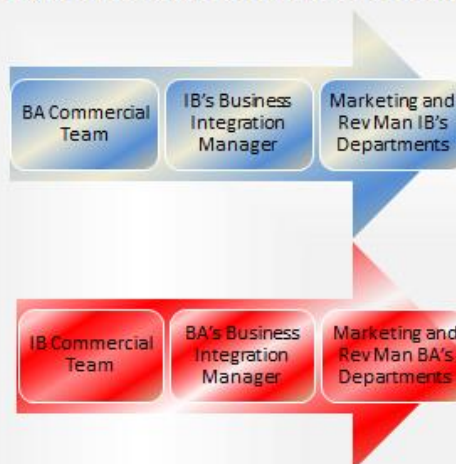 BA Commercial
Team
IB's Business
Integration
Manager
Marketing and
Rev Man IB's
Departments
IB Commercial
Team
BA's Business
Integration
Manager
Marketing and
Rev Man BA's
Departments